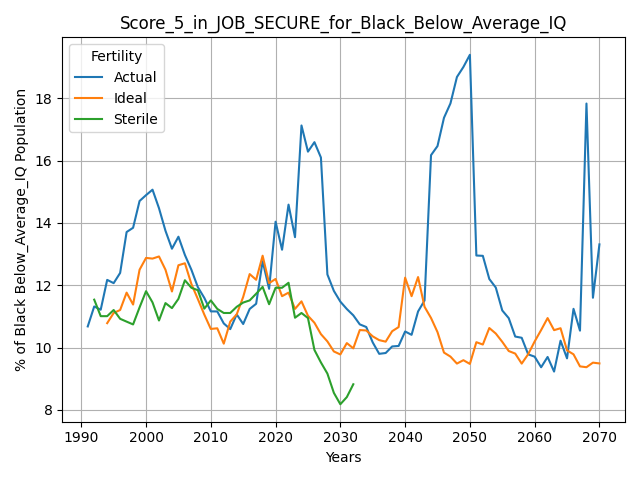 Score_5_in_JOB_SECURE_for_Black_Below_Average_IQ
Fertility
Actual
Ideal
Sterile
% of Black Below_Average_IQ Population
18
16
14
12
10
8
1990 2000 2010 2020 2030 2040 2050 2060 2070
Years